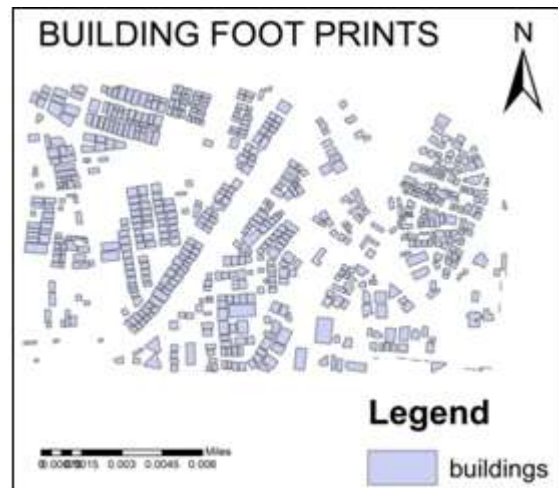 BUILDING FOOT PRINTS
N
Legend
buildings
Miles
0.003 0.0045 0.006